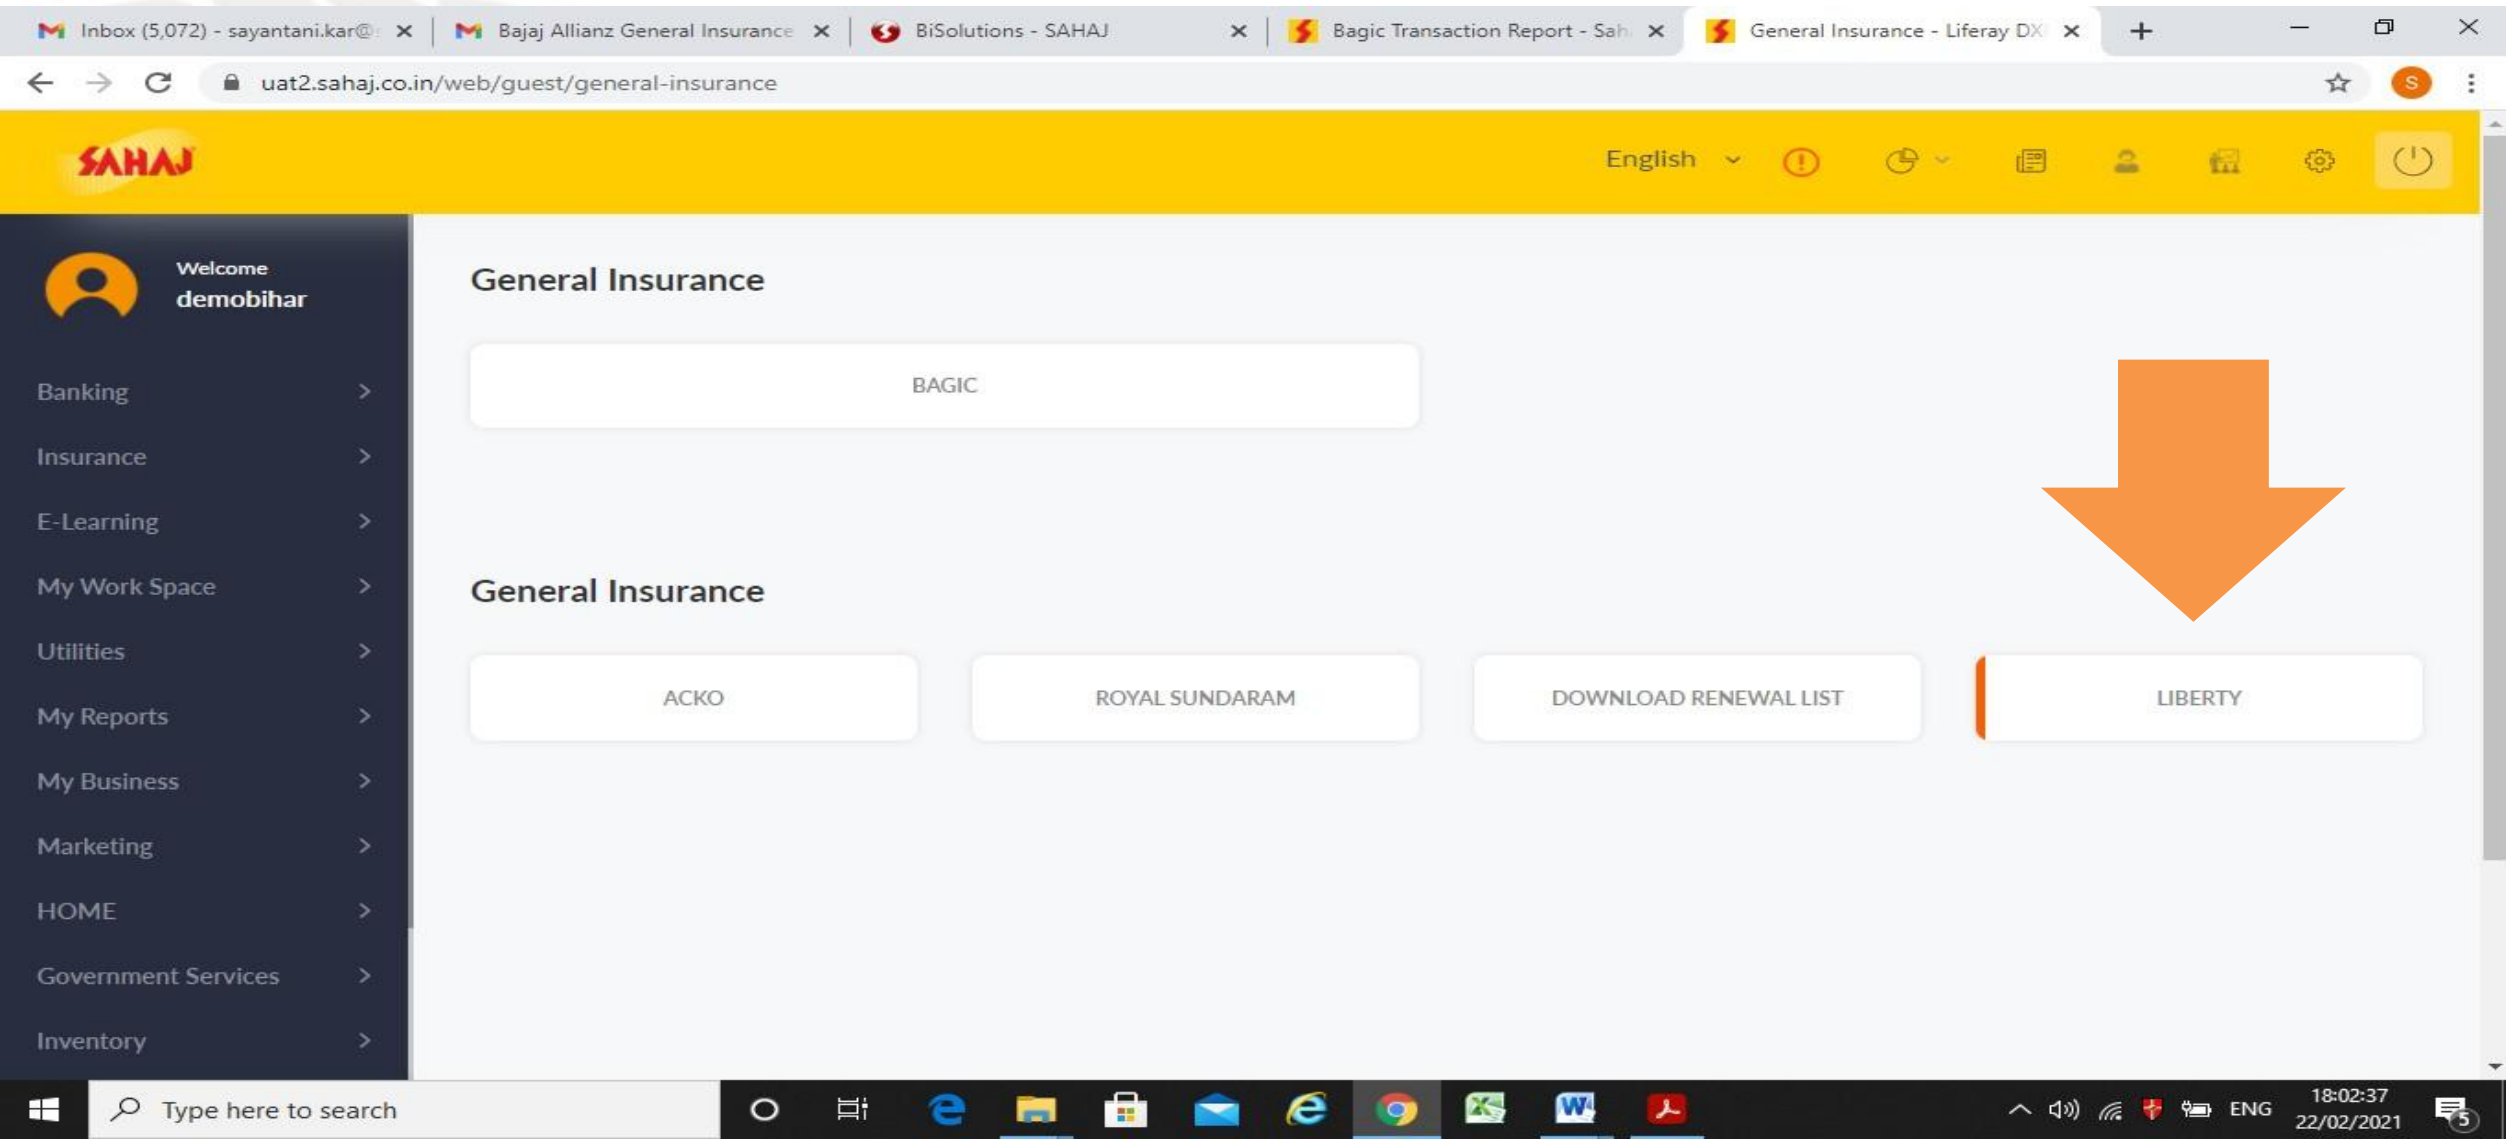 Inbox (5,072) - sayantani.kar@
Bajaj Allianz General Insurance
BiSolutions - SAHAJ
Bagic Transaction Report - Sah
General Insurance - Liferay DX
uat2.sahaj.co.in/web/guest/general-insurance
S
SAHAJ
English
Welcome
demobihar
Banking
Insurance
E-Learning
My Work Space
Utilities
My Reports
My Business
Marketing
HOME
Government Services
Inventory
General Insurance
BAGIC
General Insurance
ACKO
ROYAL SUNDARAM
DOWNLOAD RENEWAL LIST
LIBERTY
Type here to search
ENG
18:02:37
22/02/2021
5